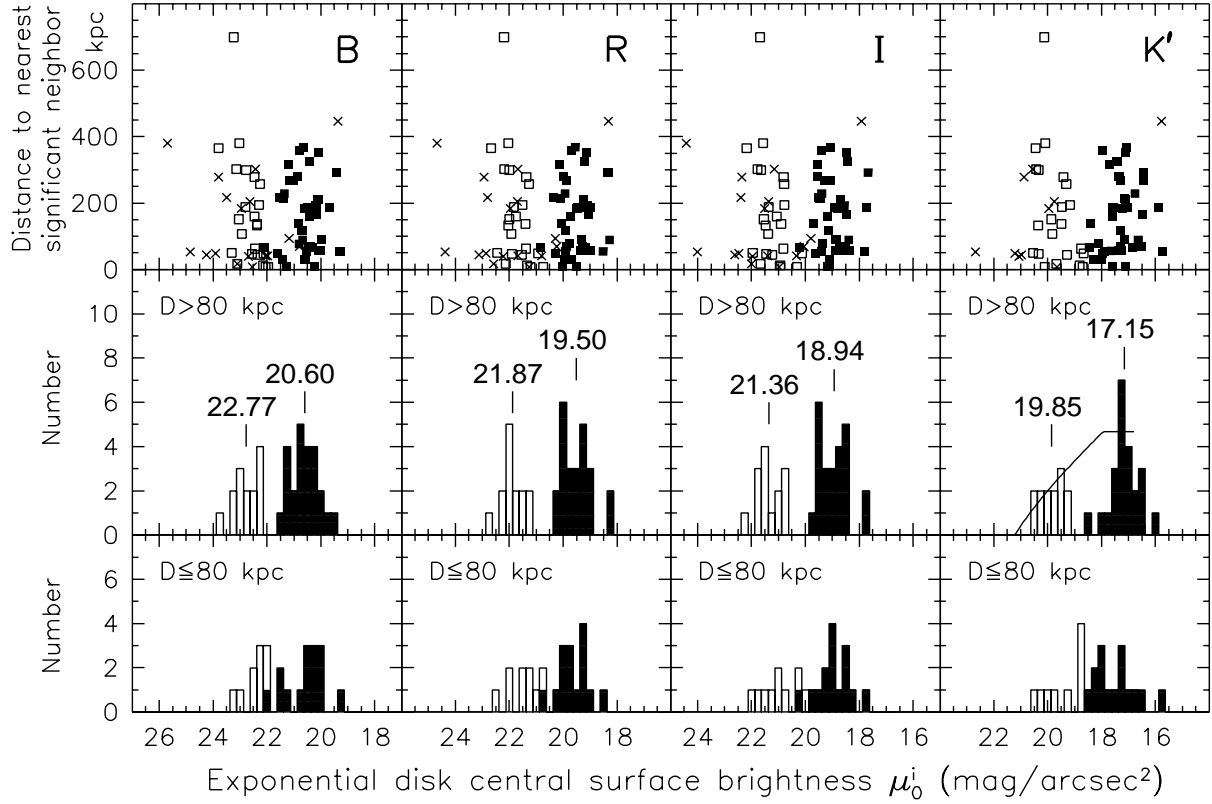 Distance to nearest
significant neighbor
kpc
600
400
200
0
B
R
I
K′
Number
10
8
6
4
2
0
D>80 kpc
22.77
20.60
D>80 kpc
21.87
19.50
D>80 kpc
21.36
18.94
D>80 kpc
19.85
17.15
Number
6
4
2
0
D≦80 kpc
D≦80 kpc
D≦80 kpc
D≦80 kpc
26 24 22 20 18
24 22 20 18
24 22 20 18
22 20 18 16
Exponential disk central surface brightness μ₀ⁱ (mag/arcsec²)